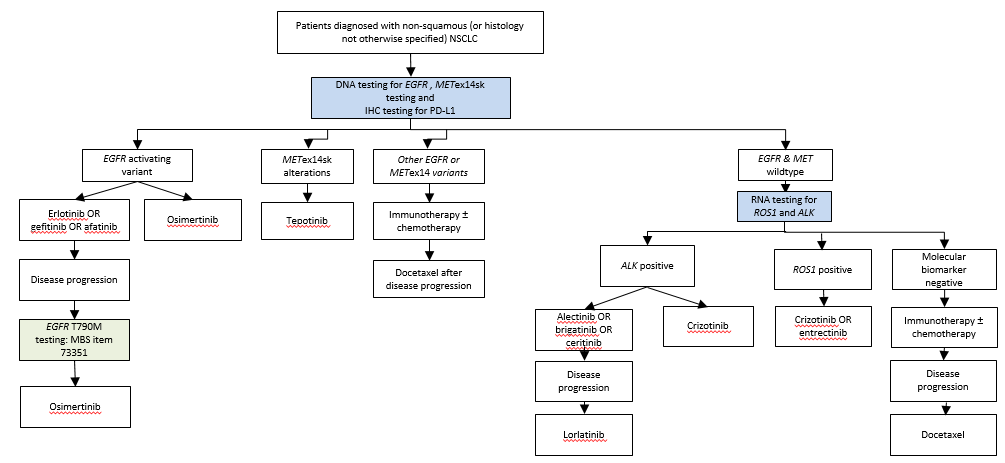 Patients diagnosed with non-squamous (or histology
not otherwise specified) NSCLC
DNA testing for EGFR , METex14sk
testing and
IHC testing for PD-L1
EGFR activating
variant
METex14sk
alterations
Other EGFR or
METex14 variants
EGFR & MET
wildtype
Erlotinib OR
gefitinib OR afatinib
Osimertinib
Tepotinib
Immunotherapy ±
chemotherapy
RNA testing for
ROS1 and ALK
Disease progression
Docetaxel after
disease progression
ALK positive
ROS1 positive
Molecular
biomarker
negative
EGFR T790M
testing: MBS item
73351
Alectinib OR
brigatinib OR
ceritinib
Crizotinib
Crizotinib OR
entrectinib
Immunotherapy ±
chemotherapy
Osimertinib
Disease
progression
Disease
progression
Lorlatinib
Docetaxel